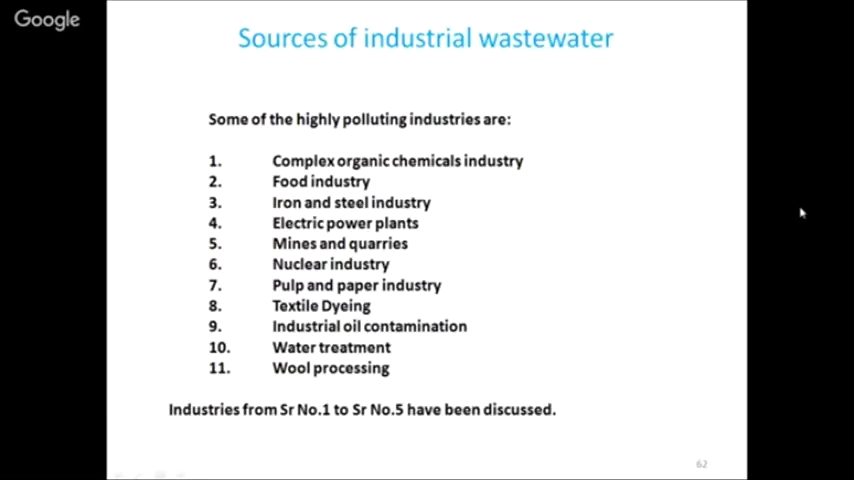 Google
Sources of industrial wastewater
Some of the highly polluting industries are:
1. Complex organic chemicals industry
2. Food industry
3. Iron and steel industry
4. Electric power plants
5. Mines and quarries
6. Nuclear industry
7. Pulp and paper industry
8. Textile Dyeing
9. Industrial oil contamination
10. Water treatment
11. Wool processing
Industries from Sr No.1 to Sr No.5 have been discussed.
62